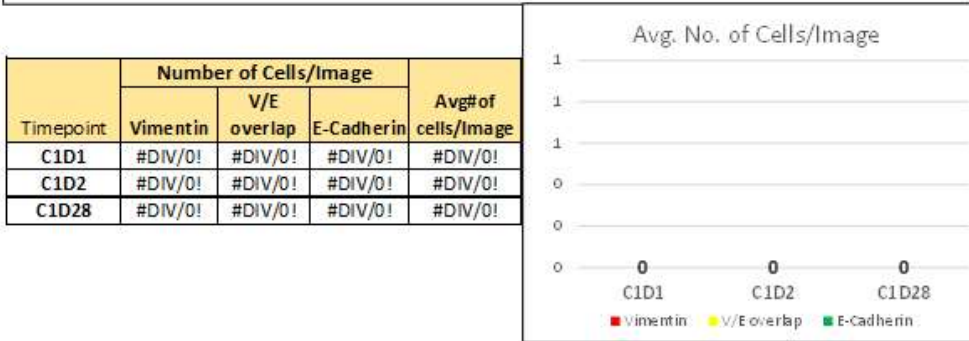 Number of Cells/Image
Timepoint Vimentin V/E overlap E-Cadherin Avg#of cells/Image
C1D1 #DIV/0! #DIV/0! #DIV/0! #DIV/0!
C1D2 #DIV/0! #DIV/0! #DIV/0! #DIV/0!
C1D28 #DIV/0! #DIV/0! #DIV/0! #DIV/0!
Avg. No. of Cells/Image
1
1
1
0
0
0
0 0 0
C1D1 C1D2 C1D28
Vimentin V/E overlap E-Cadherin